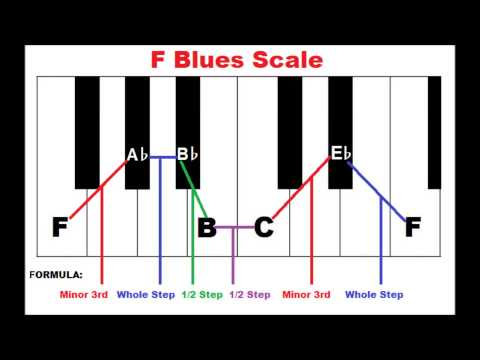 F Blues Scale
A♭ B♭ E♭
F B C F
FORMULA:
Minor 3rd Whole Step 1/2 Step 1/2 Step Minor 3rd Whole Step